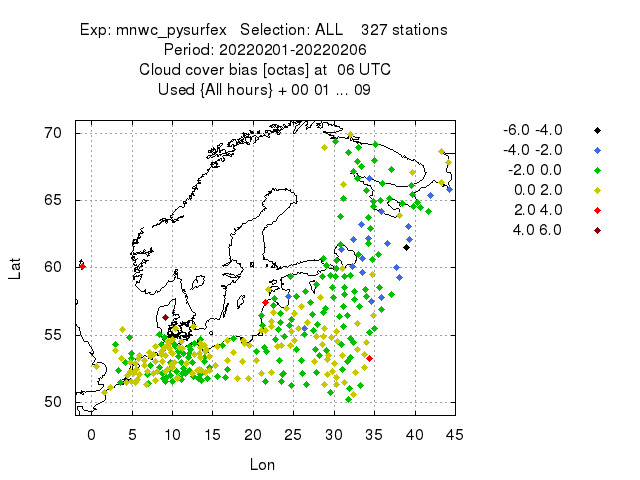 Exp: mnwc_pysurfex   Selection: ALL    327 stations
Period: 20220201-20220206
Cloud cover bias [octas] at  06 UTC
Used {All hours} + 00 01 ... 09
70
65
60
55
50
Lat
0 5 10 15 20 25 30 35 40 45
Lon
-6.0 -4.0
-4.0 -2.0
-2.0 0.0
0.0 2.0
2.0 4.0
4.0 6.0